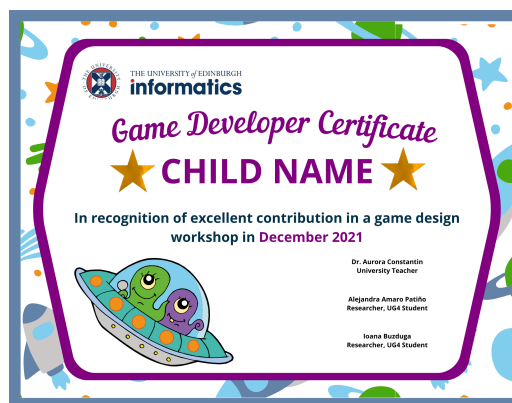 THE UNIVERSITY of EDINBURGH
informatics
Game Developer Certificate
CHILD NAME
In recognition of excellent contribution in a game design
workshop in December 2021
Dr. Aurora Constantin
University Teacher
Alejandra Amaro Patiño
Researcher, UG4 Student
Ioana Buzduga
Researcher, UG4 Student